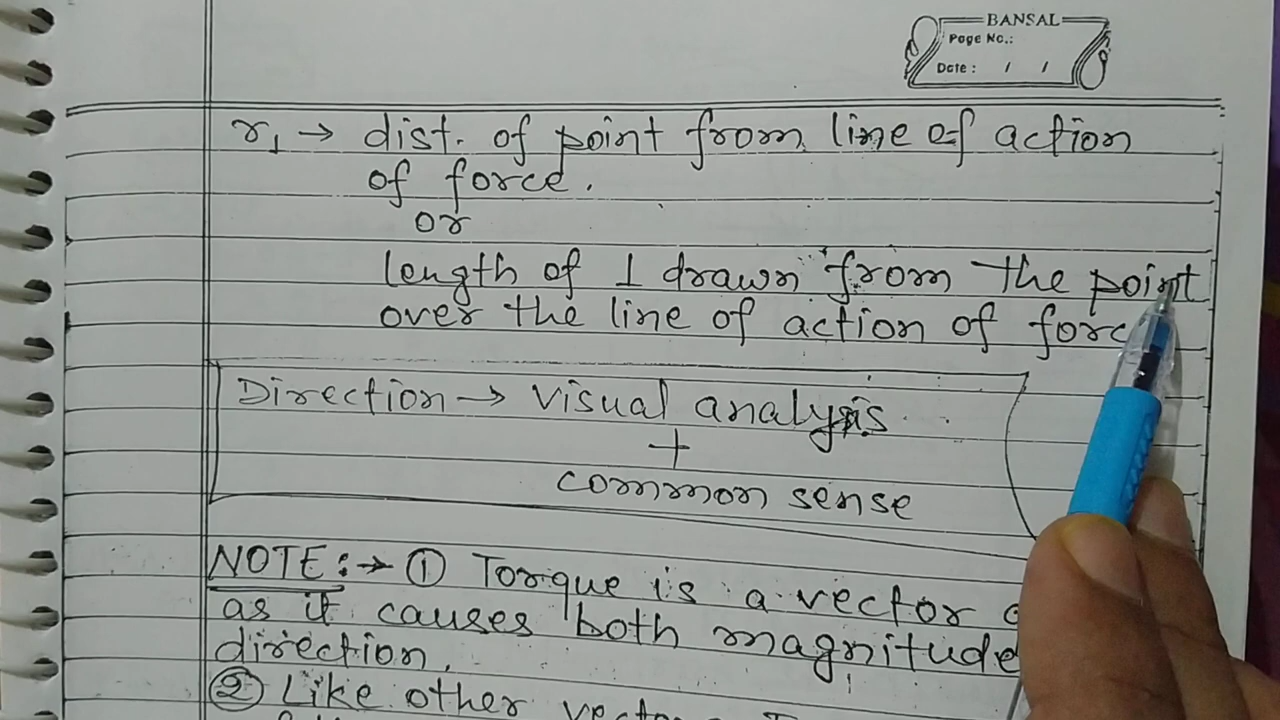 BANSAL
Page No.:
Date : / /
r⊥ → dist. of point from line of action
of force.
or
length of ⊥ drawn from the point
over the line of action of forc
Direction → Visual analysis
+
common sense
NOTE :→ ① Torque is a vector
as it causes both magnitude
direction.
② Like other